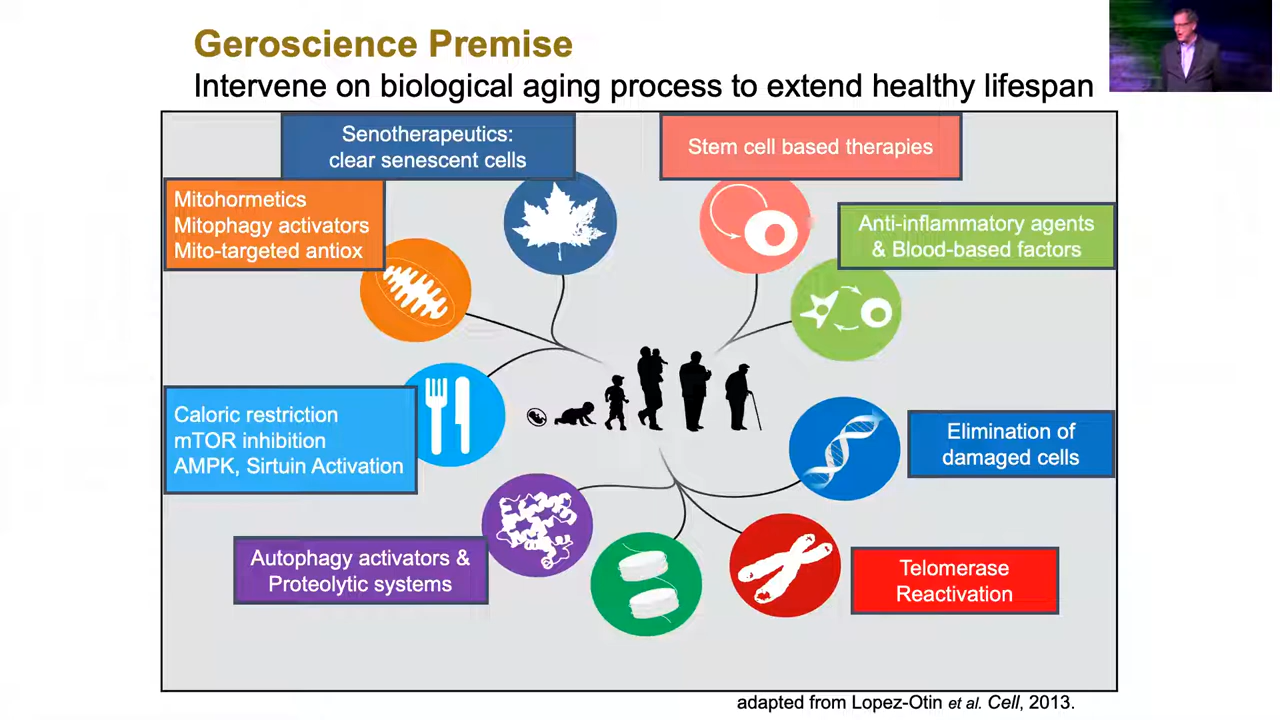 Geroscience Premise
Intervene on biological aging process to extend healthy lifespan
Senotherapeutics:
clear senescent cells
Stem cell based therapies
Mitohormetics
Mitophagy activators
Mito-targeted antiox
Anti-inflammatory agents
& Blood-based factors
Caloric restriction
mTOR inhibition
AMPK, Sirtuin Activation
Elimination of
damaged cells
Autophagy activators &
Proteolytic systems
Telomerase
Reactivation
adapted from Lopez-Otin et al. Cell, 2013.